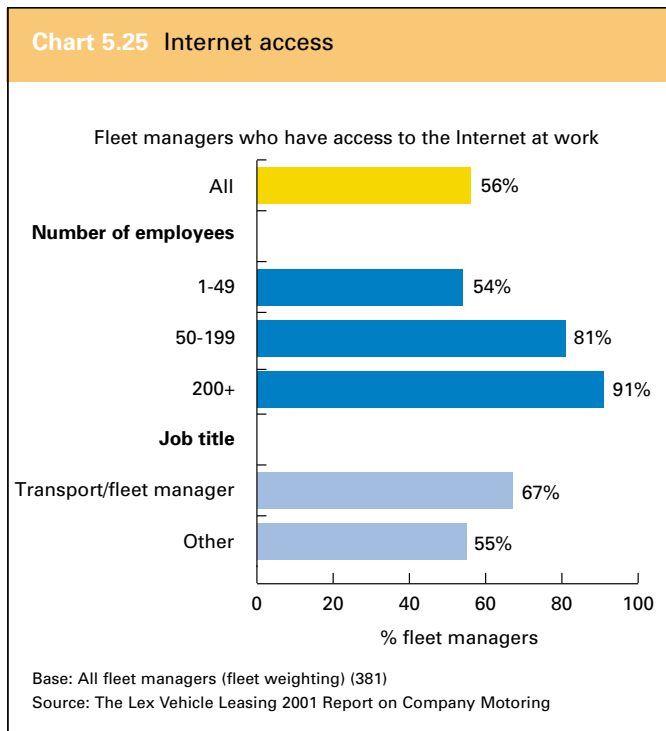 Chart 5.25 Internet access
Fleet managers who have access to the Internet at work
All 56%
Number of employees
1-49 54%
50-199 81%
200+ 91%
Job title
Transport/fleet manager 67%
Other 55%
0 20 40 60 80 100
% fleet managers
Base: All fleet managers (fleet weighting) (381)
Source: The Lex Vehicle Leasing 2001 Report on Company Motoring